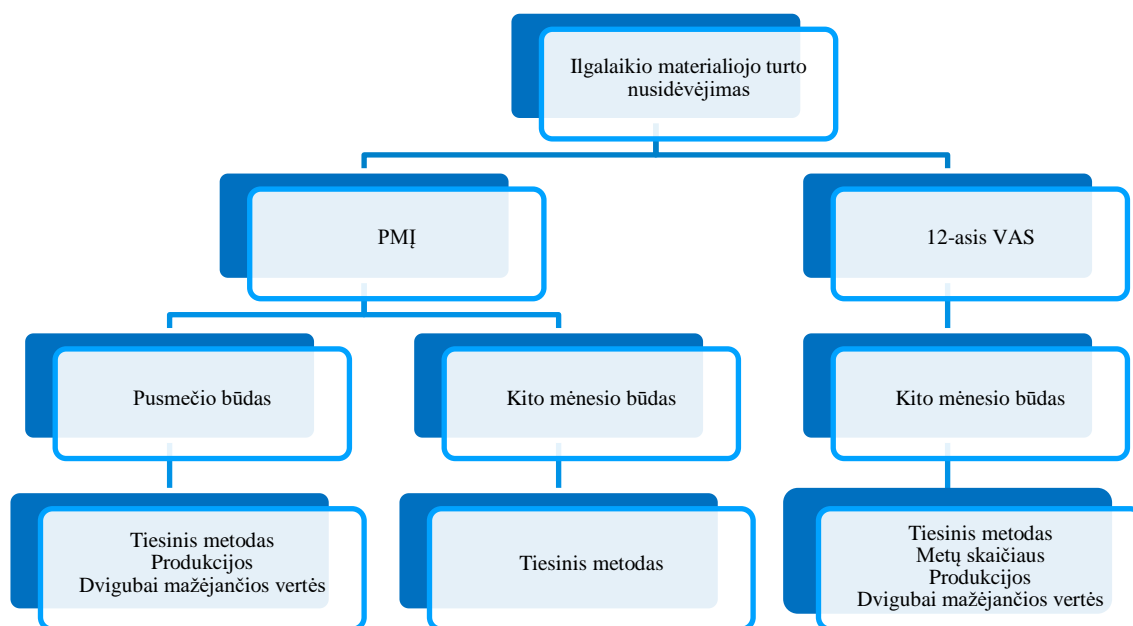 Ilgalaikio materialiojo turto
nusidėvėjimas
PMĮ
12-asis VAS
Pusmečio būdas
Kito mėnesio būdas
Kito mėnesio būdas
Tiesinis metodas
Produkcijos
Dvigubai mažėjančios vertės
Tiesinis metodas
Tiesinis metodas
Metų skaičiaus
Produkcijos
Dvigubai mažėjančios vertės